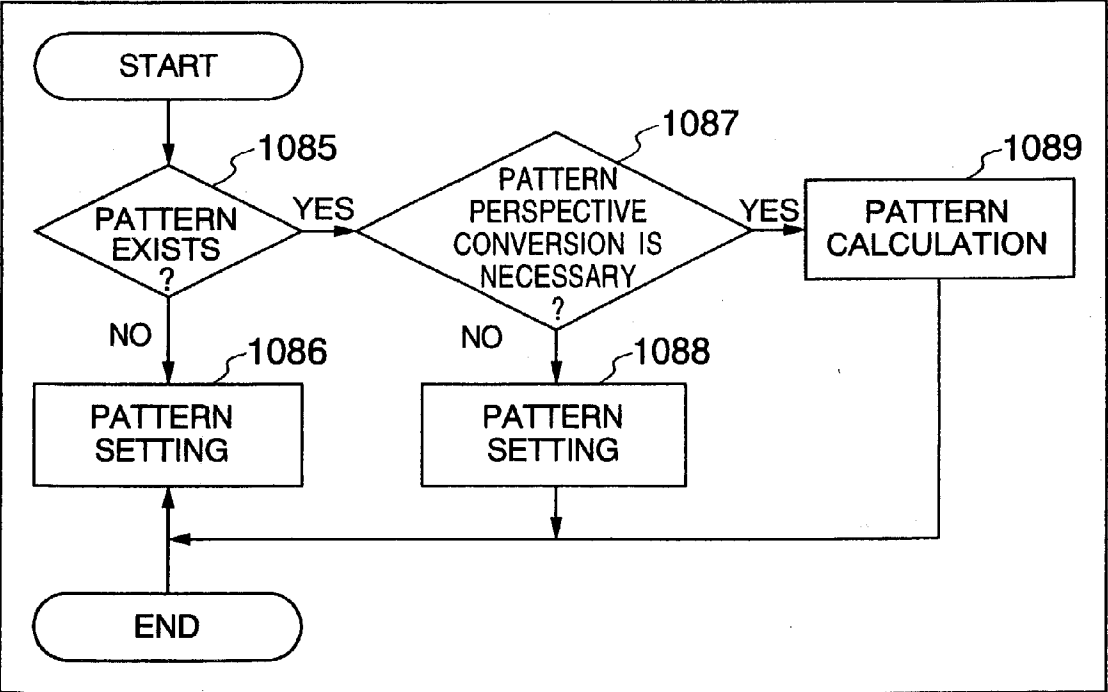 START
1085
PATTERN
EXISTS
?
YES
1087
PATTERN
PERSPECTIVE
CONVERSION IS
NECESSARY
?
YES
1089
PATTERN
CALCULATION
NO
1086
PATTERN
SETTING
NO
1088
PATTERN
SETTING
END